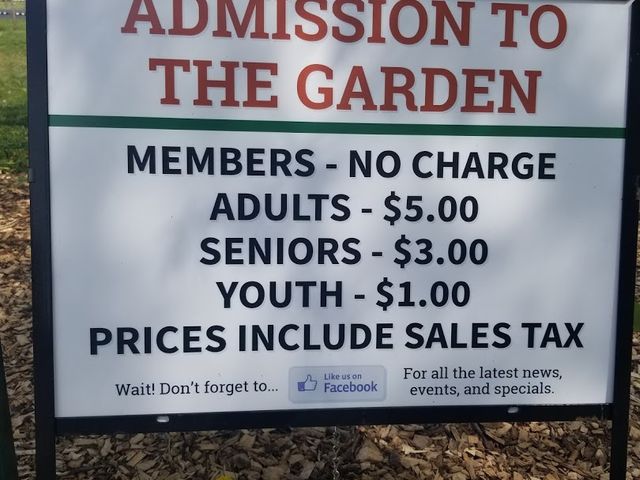 ADMISSION TO
THE GARDEN
MEMBERS - NO CHARGE
ADULTS - $5.00
SENIORS - $3.00
YOUTH - $1.00
PRICES INCLUDE SALES TAX
Wait! Don't forget to...
Like us on
Facebook
For all the latest news,
events, and specials.